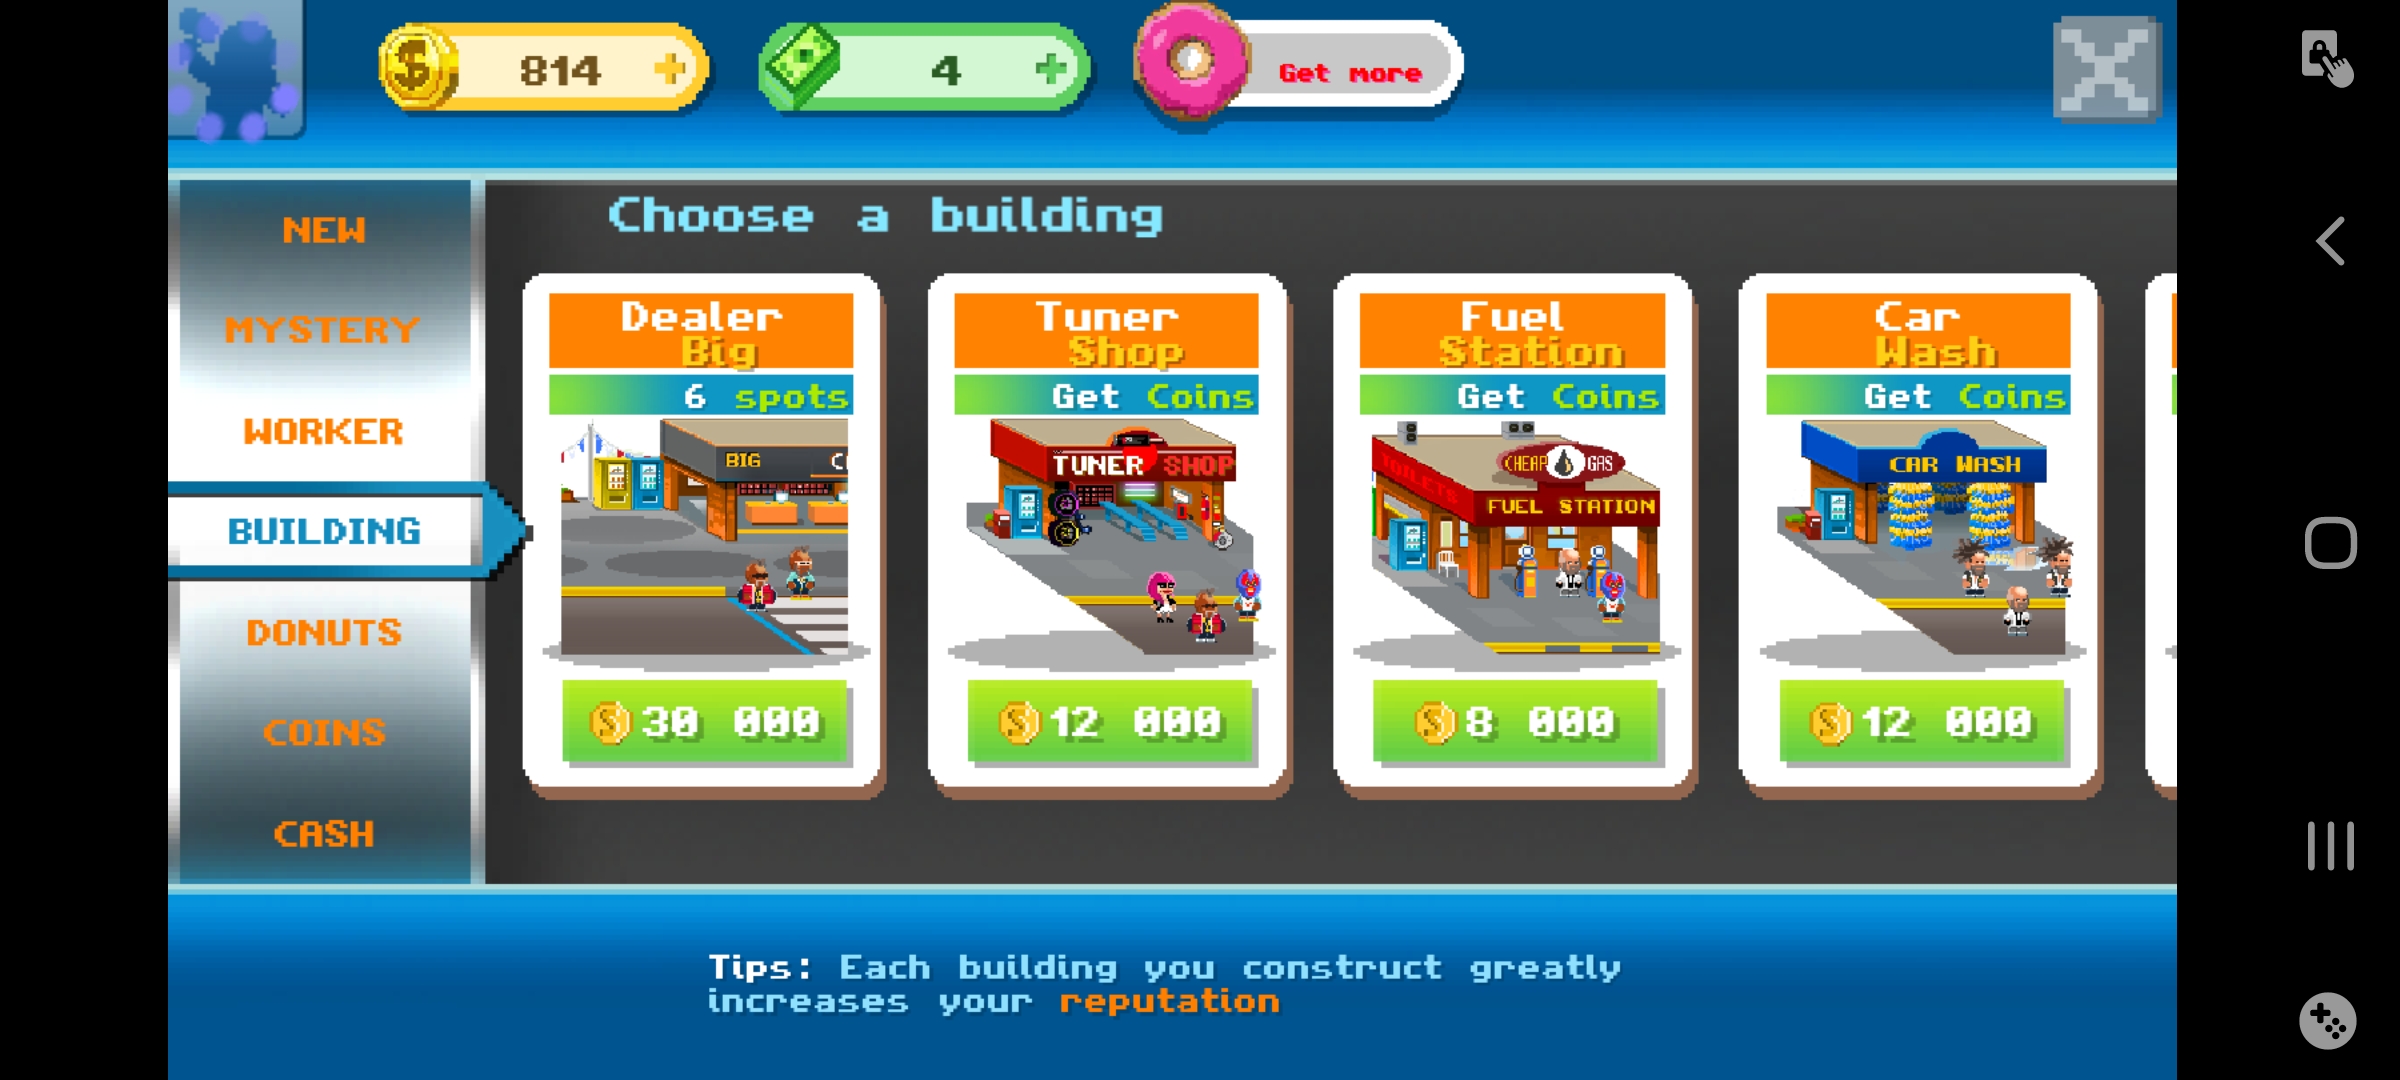 814
4
Get more
NEW
MYSTERY
WORKER
BUILDING
DONUTS
COINS
CASH
Choose a building
Dealer
Big
6 spots
BIG
30 000
Tuner
Shop
Get Coins
TUNER SHOP
12 000
Fuel
Station
Get Coins
TOILETS
CHEAP GAS
FUEL STATION
8 000
Car
Wash
Get Coins
CAR WASH
12 000
Tips: Each building you construct greatly
increases your reputation